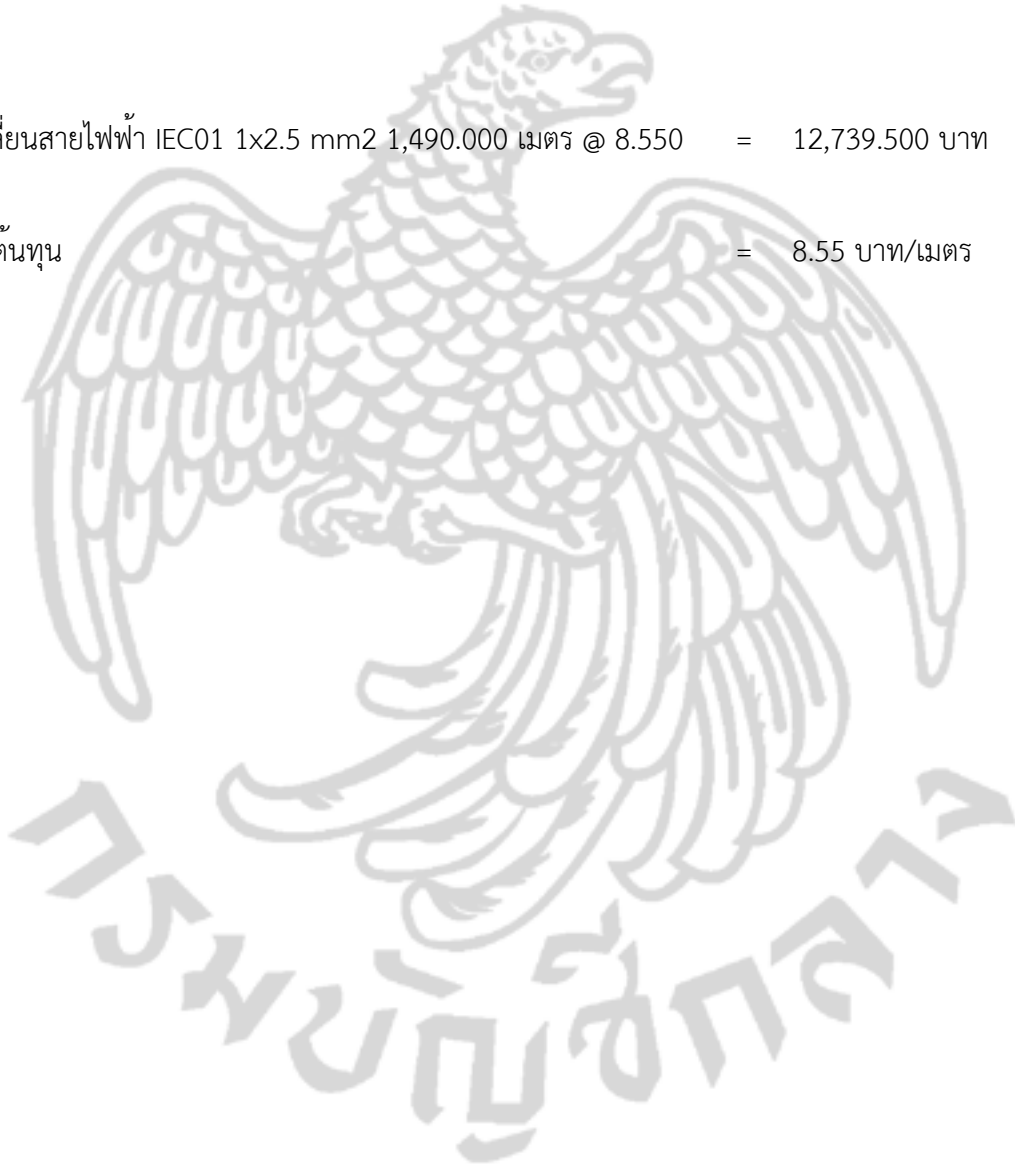 ี่ยนสายไฟฟ้า IEC01 1x2.5 mm2 1,490.000 เมตร @ 8.550 = 12,739.500 บาท
ต้นทุน = 8.55 บาท/เมตร
กรมบัญชีกลาง